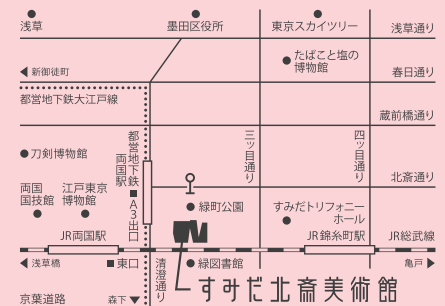 浅草
墨田区役所
東京スカイツリー
浅草通り
たばこと塩の
博物館
新御徒町
春日通り
都営地下鉄大江戸線
蔵前橋通り
刀剣博物館
都営地下鉄
両国駅
A3出口
三ッ目通り
四ッ目通り
両国
国技館
江戸東京
博物館
北斎通り
緑町公園
すみだトリフォニー
ホール
JR両国駅
JR錦糸町駅
JR総武線
浅草橋
東口
清澄通り
緑図書館
亀戸
京葉道路
森下
すみだ北斎美術館